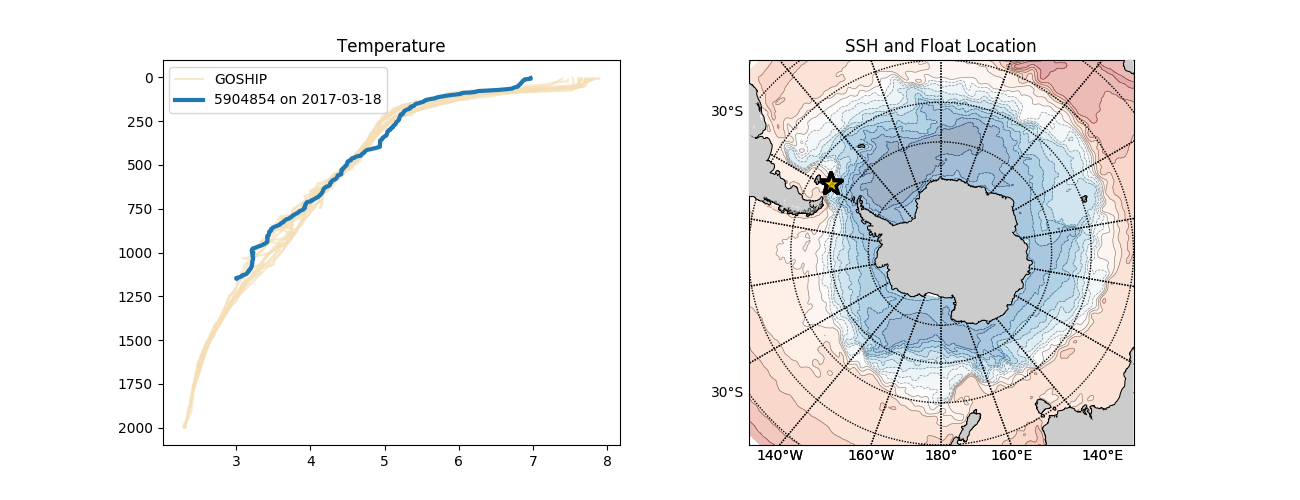 Temperature
GOSHIP
5904854 on 2017-03-18
0
250
500
750
1000
1250
1500
1750
2000
3 4 5 6 7 8
SSH and Float Location
30°S
30°S
140°W 160°W 180° 160°E 140°E